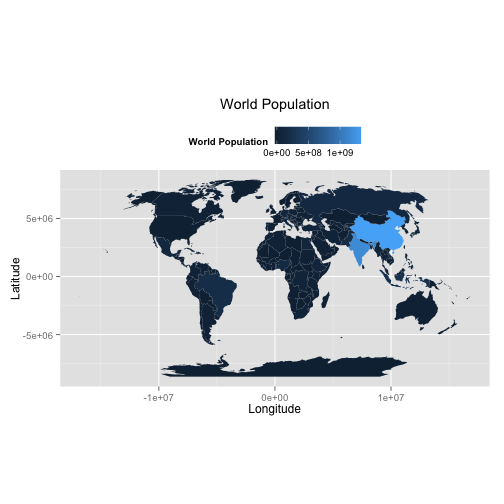 World Population
World Population
0e+00 5e+08 1e+09
5e+06
0e+00
-5e+06
Latitude
-1e+07 0e+00 1e+07
Longitude